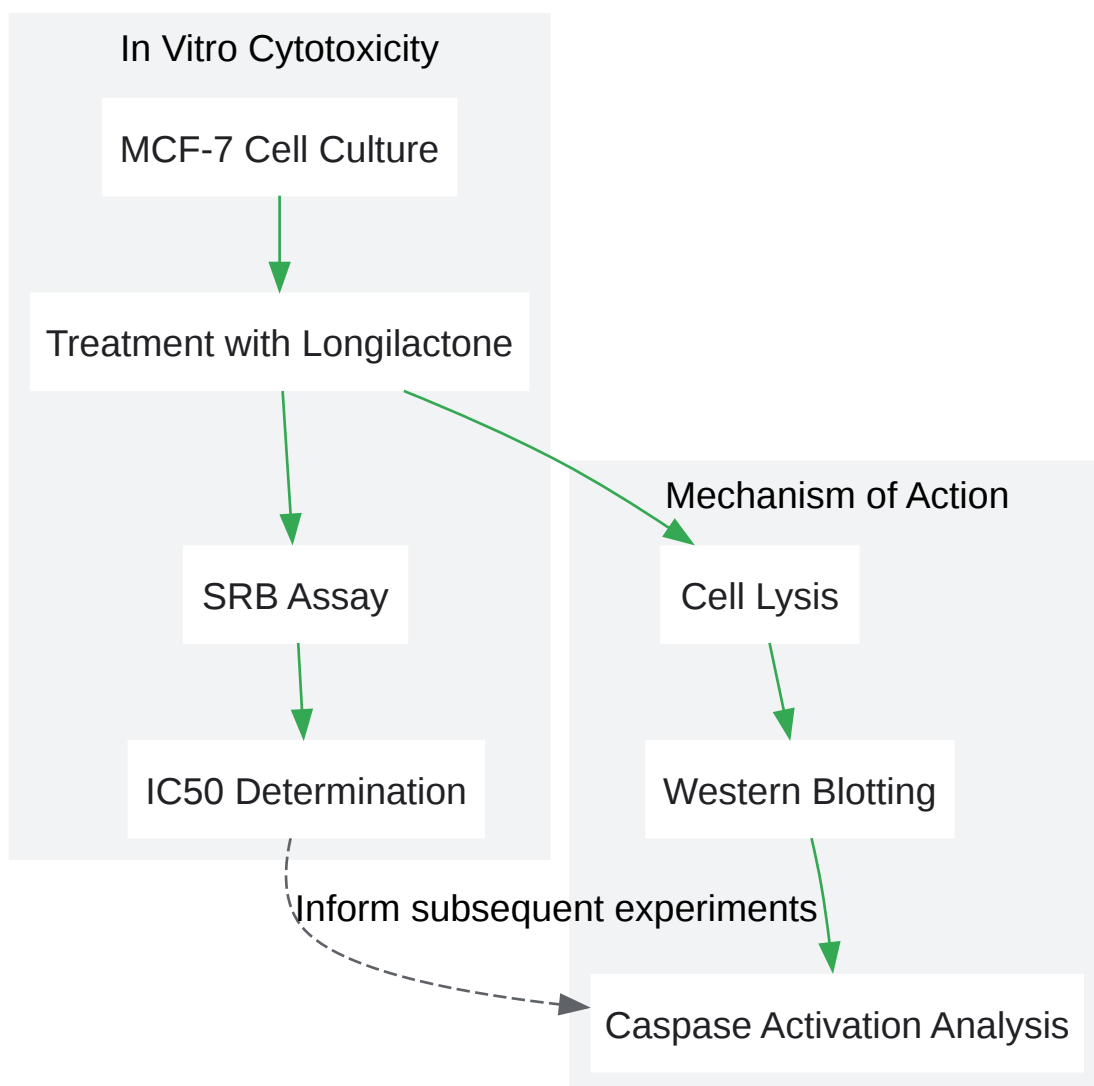 In Vitro Cytotoxicity
MCF-7 Cell Culture
Treatment with Longilactone
Mechanism of Action
SRB Assay
Cell Lysis
IC50 Determination
Western Blotting
Inform subsequent experiments
Caspase Activation Analysis